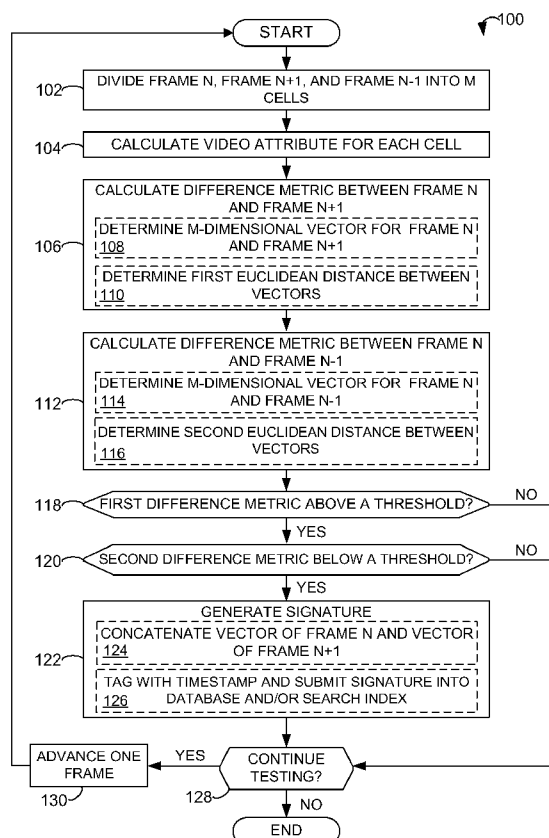 START
100
102
DIVIDE FRAME N, FRAME N+1, AND FRAME N-1 INTO M
CELLS
104
CALCULATE VIDEO ATTRIBUTE FOR EACH CELL
106
CALCULATE DIFFERENCE METRIC BETWEEN FRAME N
AND FRAME N+1
DETERMINE M-DIMENSIONAL VECTOR FOR FRAME N
108 AND FRAME N+1
DETERMINE FIRST EUCLIDEAN DISTANCE BETWEEN
110 VECTORS
112
CALCULATE DIFFERENCE METRIC BETWEEN FRAME N
AND FRAME N-1
DETERMINE M-DIMENSIONAL VECTOR FOR FRAME N
114 AND FRAME N-1
DETERMINE SECOND EUCLIDEAN DISTANCE BETWEEN
116 VECTORS
118
FIRST DIFFERENCE METRIC ABOVE A THRESHOLD?
NO
YES
120
SECOND DIFFERENCE METRIC BELOW A THRESHOLD?
NO
YES
122
GENERATE SIGNATURE
CONCATENATE VECTOR OF FRAME N AND VECTOR
124 OF FRAME N+1
TAG WITH TIMESTAMP AND SUBMIT SIGNATURE INTO
126 DATABASE AND/OR SEARCH INDEX
ADVANCE ONE
FRAME
130
YES
CONTINUE
TESTING?
128
NO
END